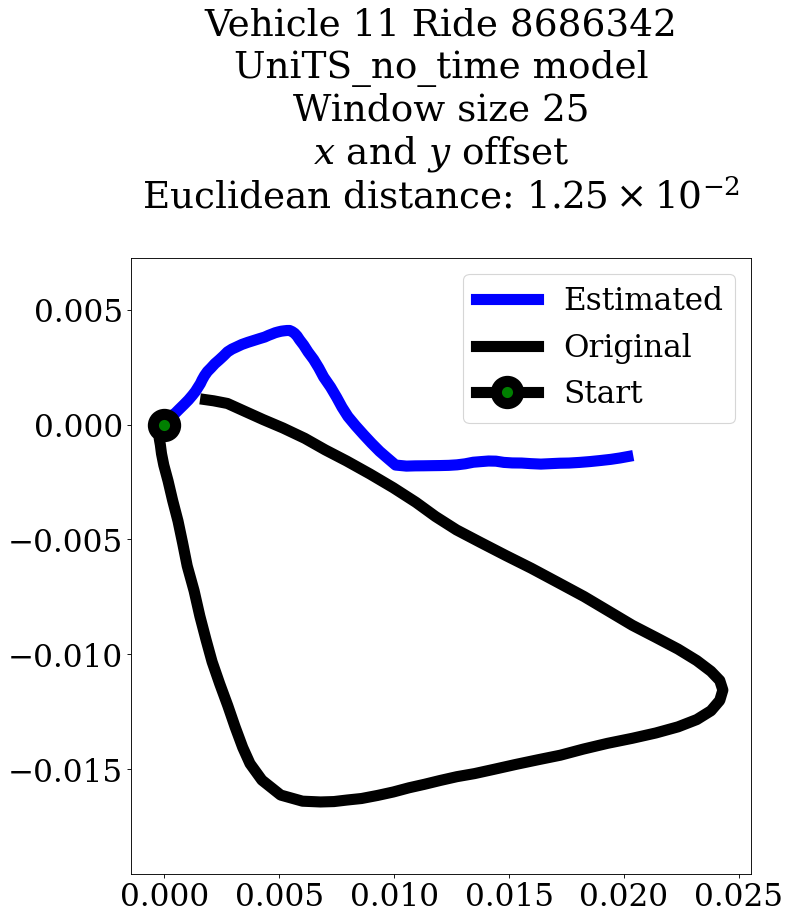 Vehicle 11 Ride 8686342
UniTS_no_time model
Window size 25
x and y offset
Euclidean distance: 1.25 × 10⁻²
Estimated
Original
Start
0.005
0.000
−0.005
−0.010
−0.015
0.000 0.005 0.010 0.015 0.020 0.025